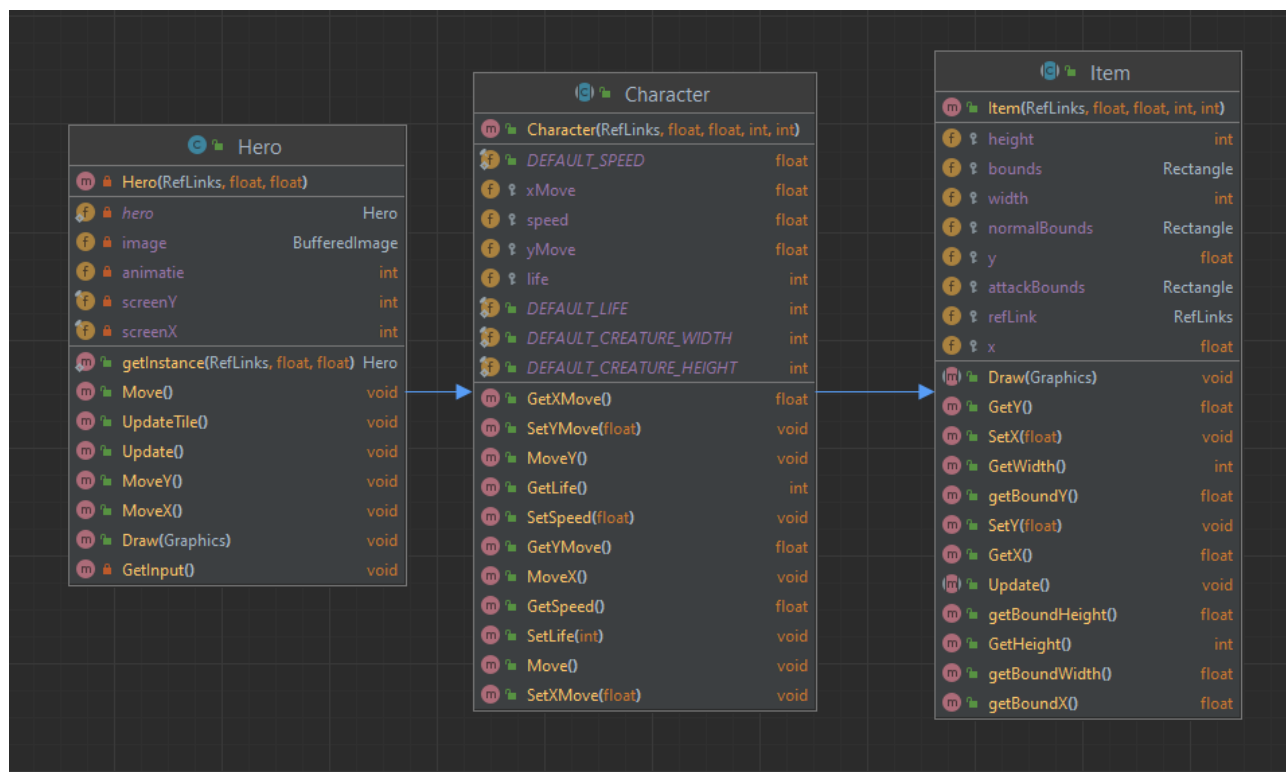 Hero
Hero(RefLinks, float, float)
hero Hero
image BufferedImage
animatie int
screenY int
screenX int
getInstance(RefLinks, float, float) Hero
Move() void
UpdateTile() void
Update() void
MoveY() void
MoveX() void
Draw(Graphics) void
GetInput() void
Character
Character(RefLinks, float, float, int, int)
DEFAULT_SPEED float
xMove float
speed float
yMove float
life int
DEFAULT_LIFE int
DEFAULT_CREATURE_WIDTH int
DEFAULT_CREATURE_HEIGHT int
GetXMove() float
SetYMove(float) void
MoveY() void
GetLife() int
SetSpeed(float) void
GetYMove() float
MoveX() void
GetSpeed() float
SetLife(int) void
Move() void
SetXMove(float) void
Item
Item(RefLinks, float, float, int, int)
height int
bounds Rectangle
width int
normalBounds Rectangle
y float
attackBounds Rectangle
refLink RefLinks
x float
Draw(Graphics) void
GetY() float
SetX(float) void
GetWidth() int
getBoundY() float
SetY(float) void
GetX() float
Update() void
getBoundHeight() float
GetHeight() int
getBoundWidth() float
getBoundX() float